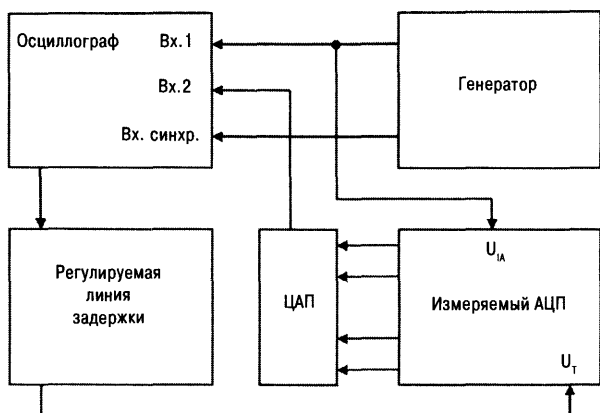 Осциллограф
Вх.1
Вх.2
Вх. синхр.
Генератор
Регулируемая
линия
задержки
ЦАП
U_IA
Измеряемый АЦП
U_T